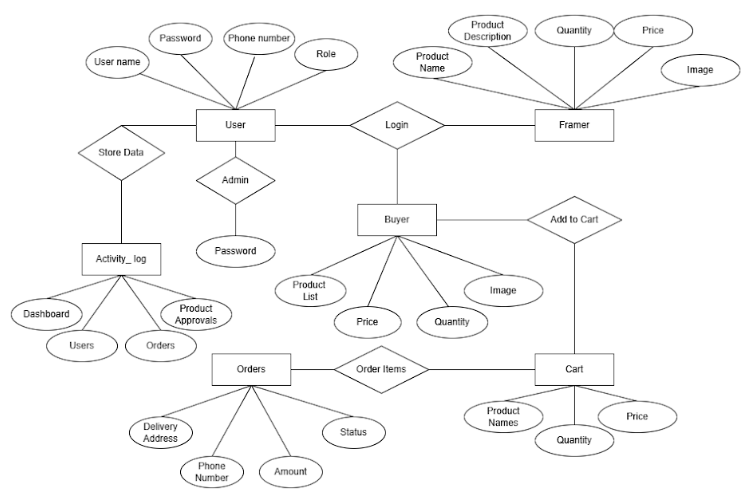 Product
Description
Quantity
Price
Password
Phone number
Role
User name
Product
Name
Image
User
Login
Framer
Store Data
Admin
Buyer
Add to Cart
Password
Activity_ log
Product
List
Image
Dashboard
Product
Approvals
Price
Quantity
Users
Orders
Orders
Order Items
Cart
Product
Names
Price
Delivery
Address
Status
Quantity
Phone
Number
Amount